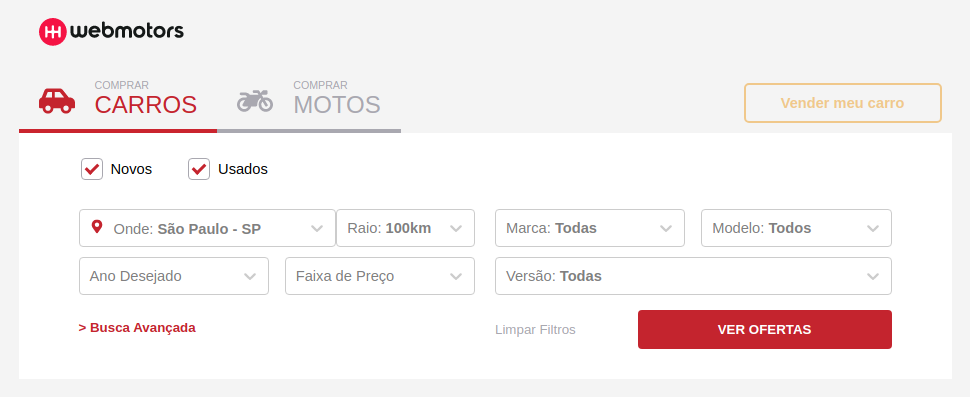 webmotors
COMPRAR
CARROS
COMPRAR
MOTOS
Vender meu carro
Novos
Usados
Onde: São Paulo - SP
Raio: 100km
Marca: Todas
Modelo: Todos
Ano Desejado
Faixa de Preço
Versão: Todas
> Busca Avançada
Limpar Filtros
VER OFERTAS